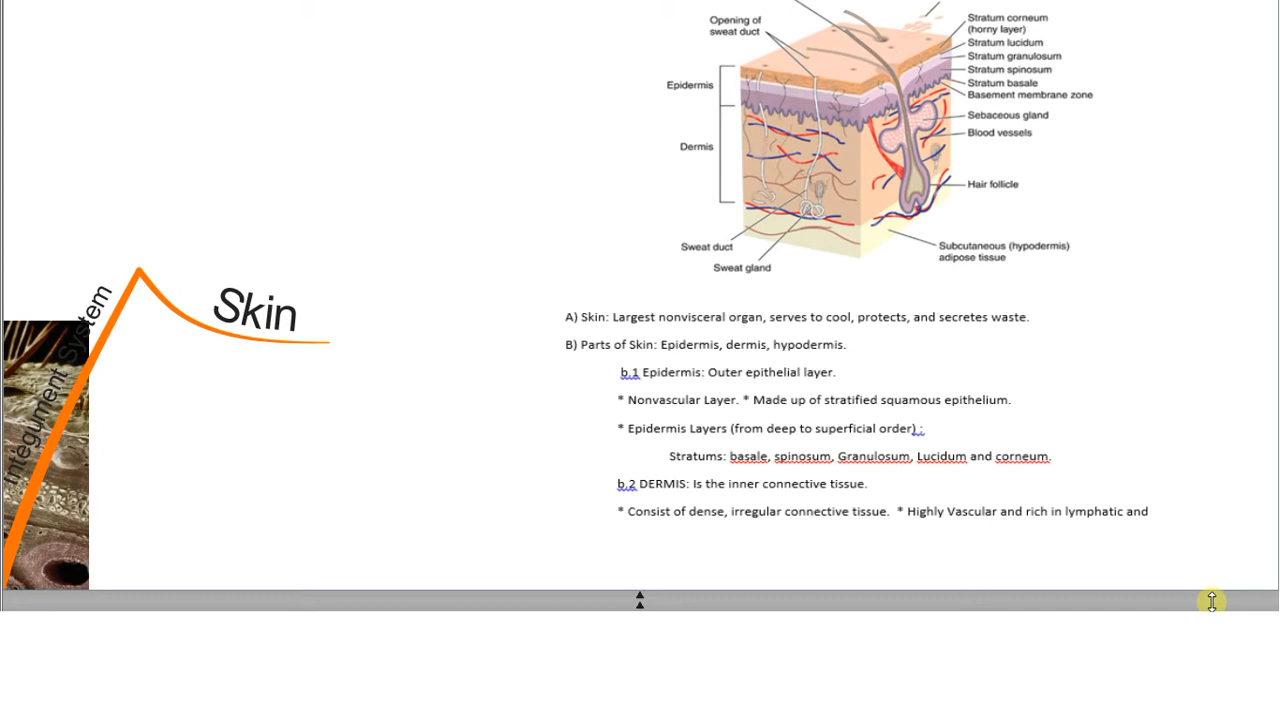 Opening of
sweat duct
Epidermis
Dermis
Sweat duct
Sweat gland
Stratum corneum
(horny layer)
Stratum lucidum
Stratum granulosum
Stratum spinosum
Stratum basale
Basement membrane zone
Sebaceous gland
Blood vessels
Hair follicle
Subcutaneous (hypodermis)
adipose tissue
Integument System
Skin
A) Skin: Largest nonvisceral organ, serves to cool, protects, and secretes waste.
B) Parts of Skin: Epidermis, dermis, hypodermis.
b.1 Epidermis: Outer epithelial layer.
* Nonvascular Layer. * Made up of stratified squamous epithelium.
* Epidermis Layers (from deep to superficial order) :
Stratums: basale, spinosum, Granulosum, Lucidum and corneum.
b.2 DERMIS: Is the inner connective tissue.
* Consist of dense, irregular connective tissue. * Highly Vascular and rich in lymphatic and